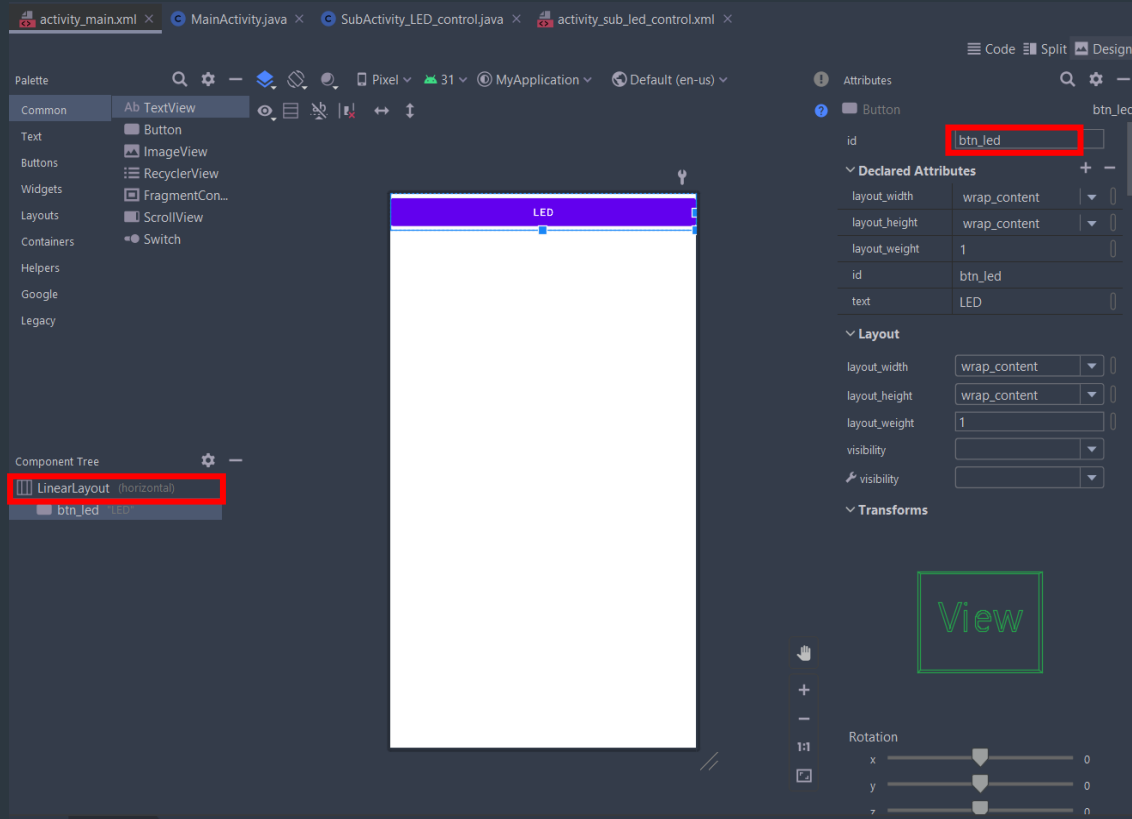 activity_main.xml MainActivity.java SubActivity_LED_control.java activity_sub_led_control.xml
Code Split Design
Palette
Pixel 31 MyApplication Default (en-us)
Attributes
Common
Text
Buttons
Widgets
Layouts
Containers
Helpers
Google
Legacy
Ab TextView
Button
ImageView
RecyclerView
FragmentCon...
ScrollView
Switch
LED
Component Tree
LinearLayout (horizontal)
btn_led "LED"
Button btn_led
id btn_led
Declared Attributes
layout_width wrap_content
layout_height wrap_content
layout_weight 1
id btn_led
text LED
Layout
layout_width wrap_content
layout_height wrap_content
layout_weight 1
visibility
visibility
Transforms
View
1:1
Rotation
x 0
y 0
z 0